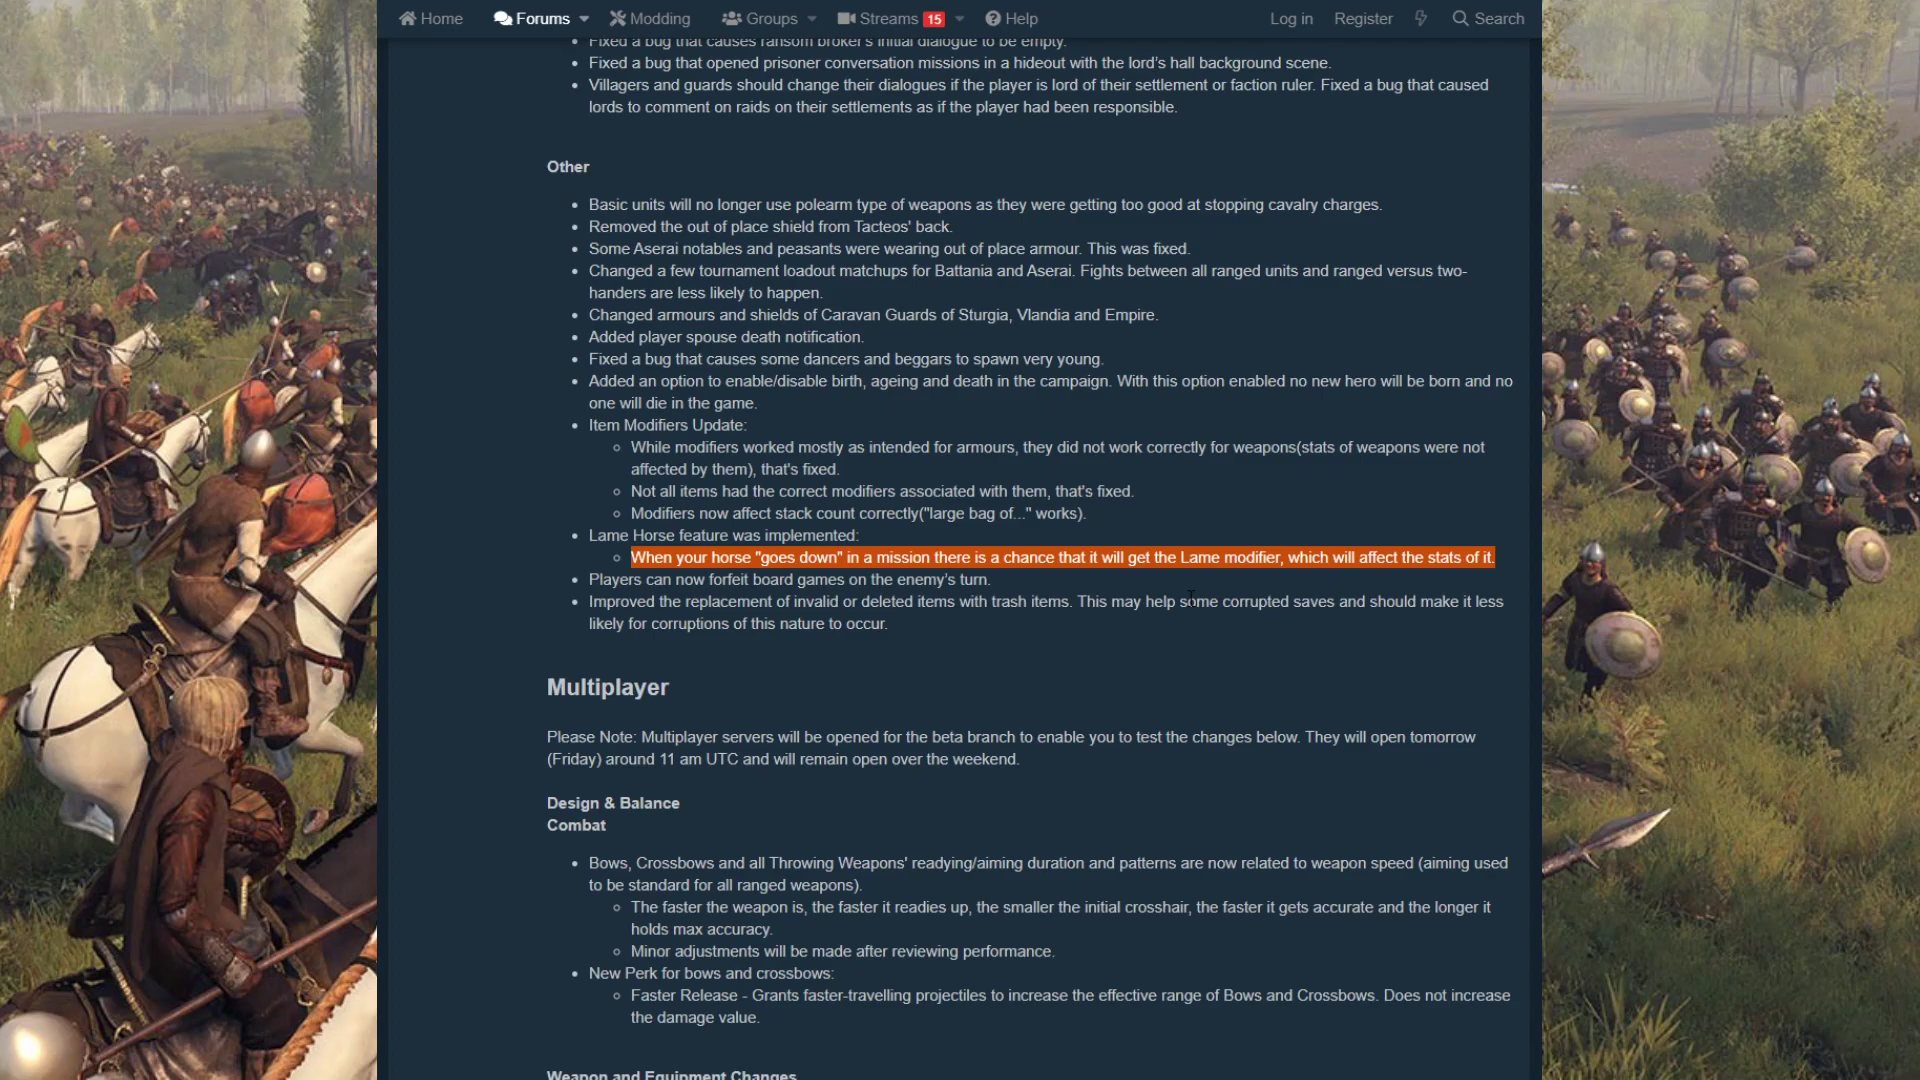 Home Forums Modding Groups Streams 15 Help Log in Register Search
Fixed a bug that causes ransom broker's initial dialogue to be empty.
Fixed a bug that opened prisoner conversation missions in a hideout with the lord's hall background scene.
Villagers and guards should change their dialogues if the player is lord of their settlement or faction ruler. Fixed a bug that caused
lords to comment on raids on their settlements as if the player had been responsible.
Other
Basic units will no longer use polearm type of weapons as they were getting too good at stopping cavalry charges.
Removed the out of place shield from Tacteos' back.
Some Aserai notables and peasants were wearing out of place armour. This was fixed.
Changed a few tournament loadout matchups for Battania and Aserai. Fights between all ranged units and ranged versus two-
handers are less likely to happen.
Changed armours and shields of Caravan Guards of Sturgia, Vlandia and Empire.
Added player spouse death notification.
Fixed a bug that causes some dancers and beggars to spawn very young.
Added an option to enable/disable birth, ageing and death in the campaign. With this option enabled no new hero will be born and no
one will die in the game.
Item Modifiers Update:
While modifiers worked mostly as intended for armours, they did not work correctly for weapons(stats of weapons were not
affected by them), that's fixed.
Not all items had the correct modifiers associated with them, that's fixed.
Modifiers now affect stack count correctly("large bag of..." works).
Lame Horse feature was implemented:
When your horse "goes down" in a mission there is a chance that it will get the Lame modifier, which will affect the stats of it.
Players can now forfeit board games on the enemy's turn.
Improved the replacement of invalid or deleted items with trash items. This may help some corrupted saves and should make it less
likely for corruptions of this nature to occur.
Multiplayer
Please Note: Multiplayer servers will be opened for the beta branch to enable you to test the changes below. They will open tomorrow
(Friday) around 11 am UTC and will remain open over the weekend.
Design & Balance
Combat
Bows, Crossbows and all Throwing Weapons' readying/aiming duration and patterns are now related to weapon speed (aiming used
to be standard for all ranged weapons).
The faster the weapon is, the faster it readies up, the smaller the initial crosshair, the faster it gets accurate and the longer it
holds max accuracy.
Minor adjustments will be made after reviewing performance.
New Perk for bows and crossbows:
Faster Release - Grants faster-travelling projectiles to increase the effective range of Bows and Crossbows. Does not increase
the damage value.
Weapon and Equipment Changes